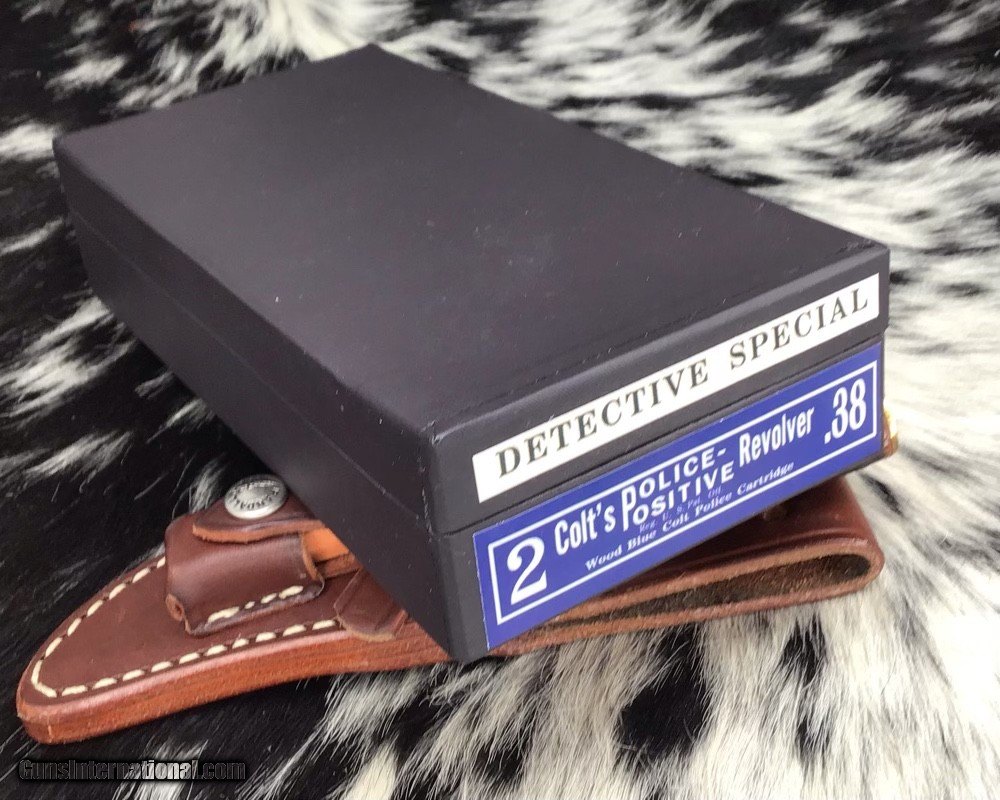 DETECTIVE SPECIAL
2 Colt's POLICE-POSITIVE Revolver .38
Reg. U. S. Pat. Off.
Wood Blue Colt Police Cartridge
GunsInternational.com